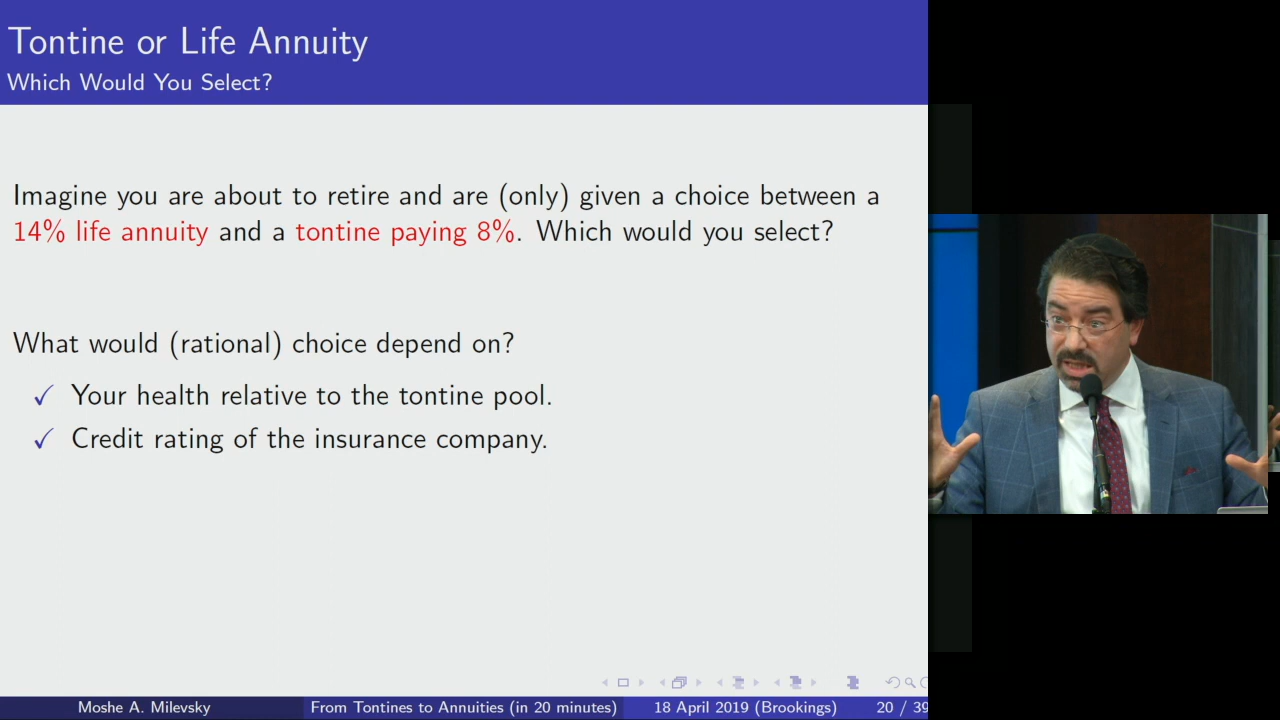 Tontine or Life Annuity
Which Would You Select?
Imagine you are about to retire and are (only) given a choice between a
14% life annuity and a tontine paying 8%. Which would you select?
What would (rational) choice depend on?
✓ Your health relative to the tontine pool.
✓ Credit rating of the insurance company.
Moshe A. Milevsky From Tontines to Annuities (in 20 minutes) 18 April 2019 (Brookings) 20 / 39